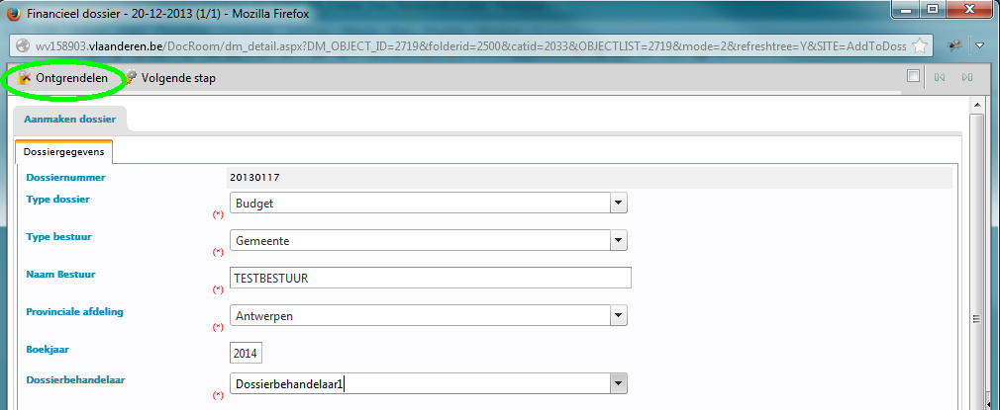 Financieel dossier - 20-12-2013 (1/1) - Mozilla Firefox
wv158903.vlaanderen.be/DocRoom/dm_detail.aspx?DM_OBJECT_ID=2719&folderid=2500&catid=2033&OBJECTLIST=2719&mode=2&refreshtree=Y&SITE=AddToDoss
Ontgrendelen Volgende stap
Aanmaken dossier
Dossiergegevens
Dossiernummer 20130117
Type dossier (*) Budget
Type bestuur (*) Gemeente
Naam Bestuur (*) TESTBESTUUR
Provinciale afdeling (*) Antwerpen
Boekjaar 2014
Dossierbehandelaar (*) Dossierbehandelaar1